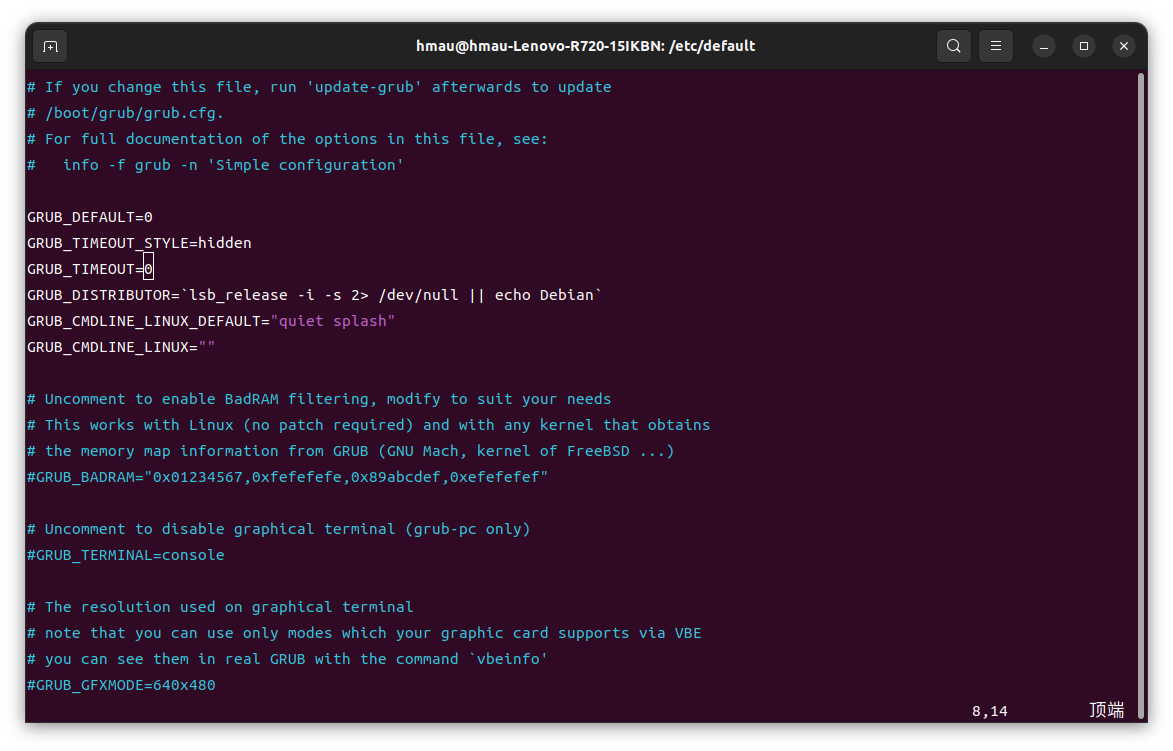 hmau@hmau-Lenovo-R720-15IKBN: /etc/default
# If you change this file, run 'update-grub' afterwards to update
# /boot/grub/grub.cfg.
# For full documentation of the options in this file, see:
#   info -f grub -n 'Simple configuration'

GRUB_DEFAULT=0
GRUB_TIMEOUT_STYLE=hidden
GRUB_TIMEOUT=0
GRUB_DISTRIBUTOR=`lsb_release -i -s 2> /dev/null || echo Debian`
GRUB_CMDLINE_LINUX_DEFAULT="quiet splash"
GRUB_CMDLINE_LINUX=""

# Uncomment to enable BadRAM filtering, modify to suit your needs
# This works with Linux (no patch required) and with any kernel that obtains
# the memory map information from GRUB (GNU Mach, kernel of FreeBSD ...)
#GRUB_BADRAM="0x01234567,0xfefefefe,0x89abcdef,0xefefefef"

# Uncomment to disable graphical terminal (grub-pc only)
#GRUB_TERMINAL=console

# The resolution used on graphical terminal
# note that you can use only modes which your graphic card supports via VBE
# you can see them in real GRUB with the command `vbeinfo'
#GRUB_GFXMODE=640x480
8,14 顶端